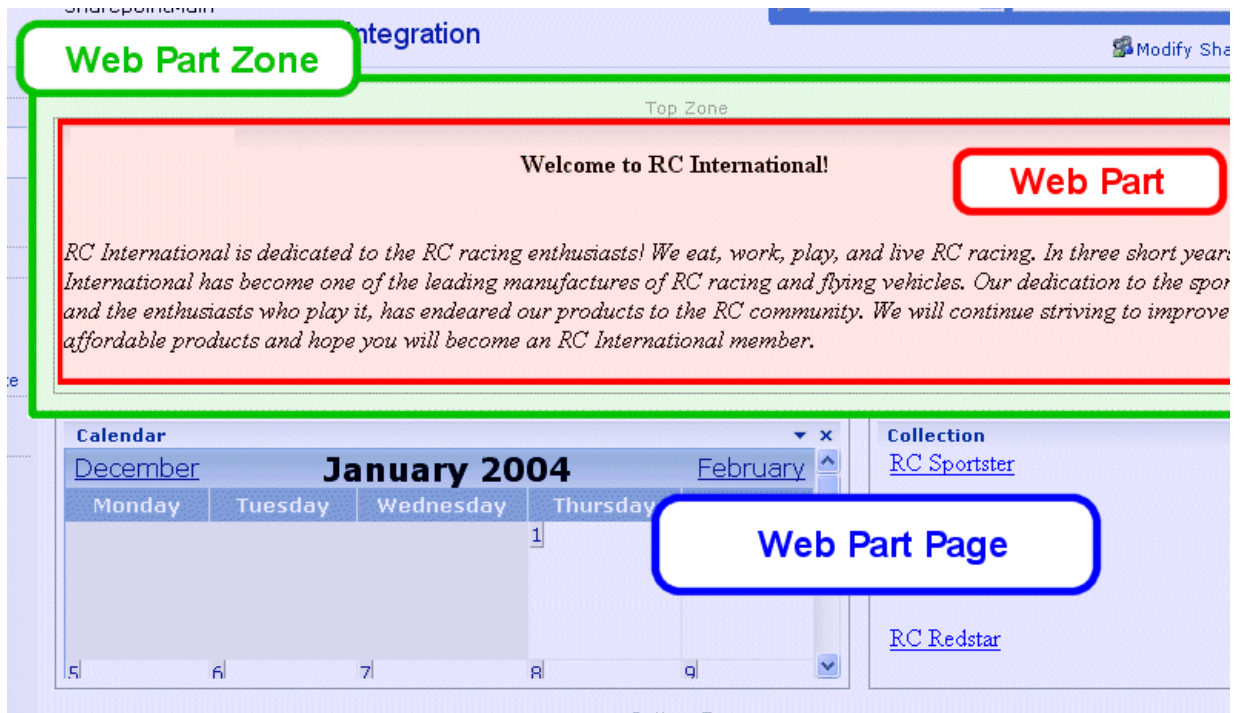 SharepointMain
ntegration
Web Part Zone
Modify Sha
Top Zone
Welcome to RC International!
Web Part
RC International is dedicated to the RC racing enthusiasts! We eat, work, play, and live RC racing. In three short years
International has become one of the leading manufactures of RC racing and flying vehicles. Our dedication to the spor
and the enthusiasts who play it, has endeared our products to the RC community. We will continue striving to improve
affordable products and hope you will become an RC International member.
te
Calendar
Collection
December January 2004 February
RC Sportster
Monday Tuesday Wednesday Thursday
1
Web Part Page
RC Redstar
5 6 7 8 9